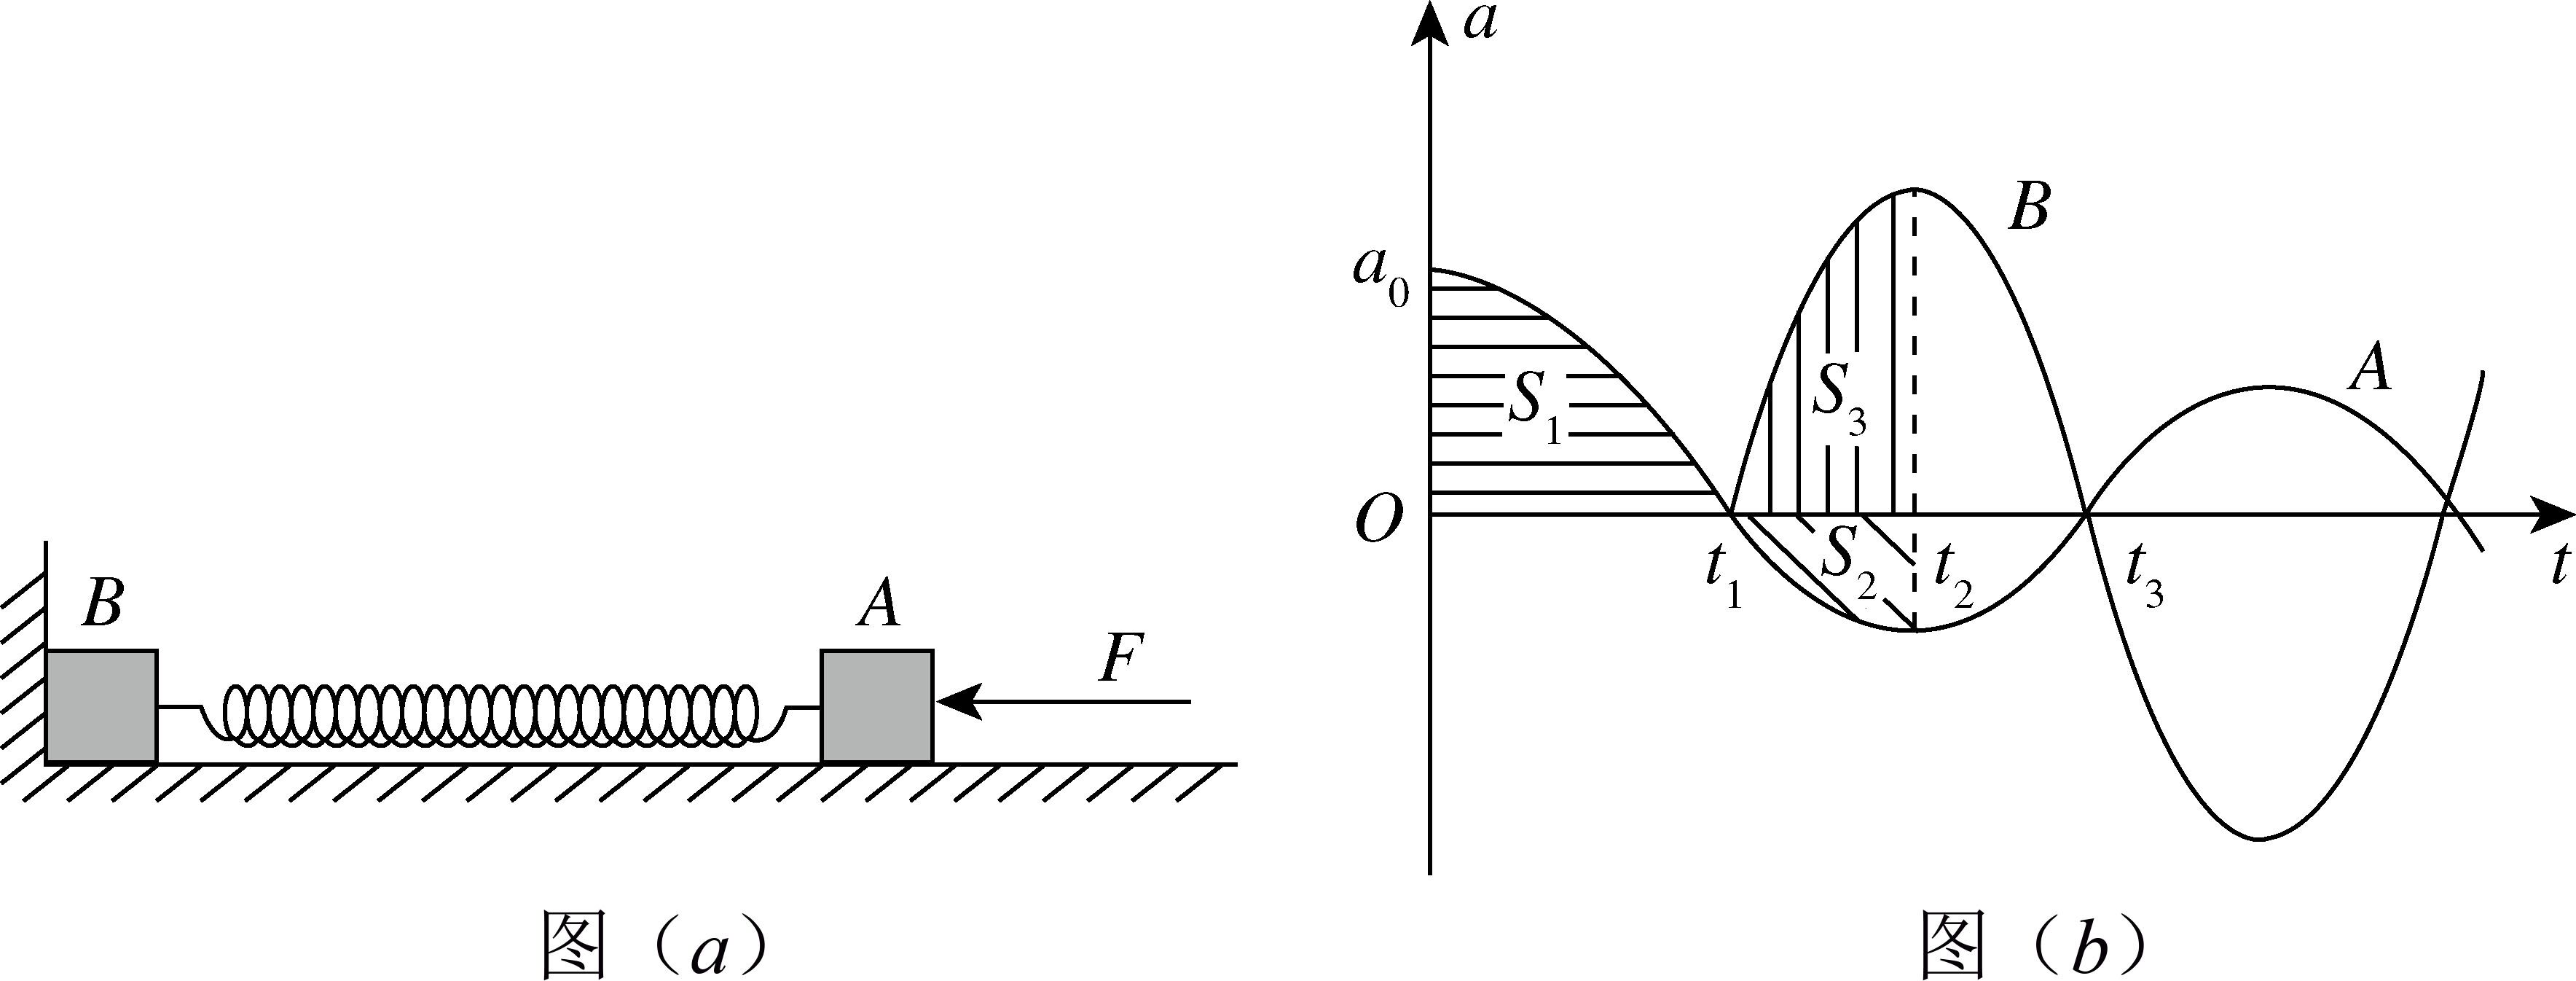 B
A
F
图（a）
a
a₀
O
S₁
S₃
S₂
B
A
t₁
t₂
t₃
t
图（b）